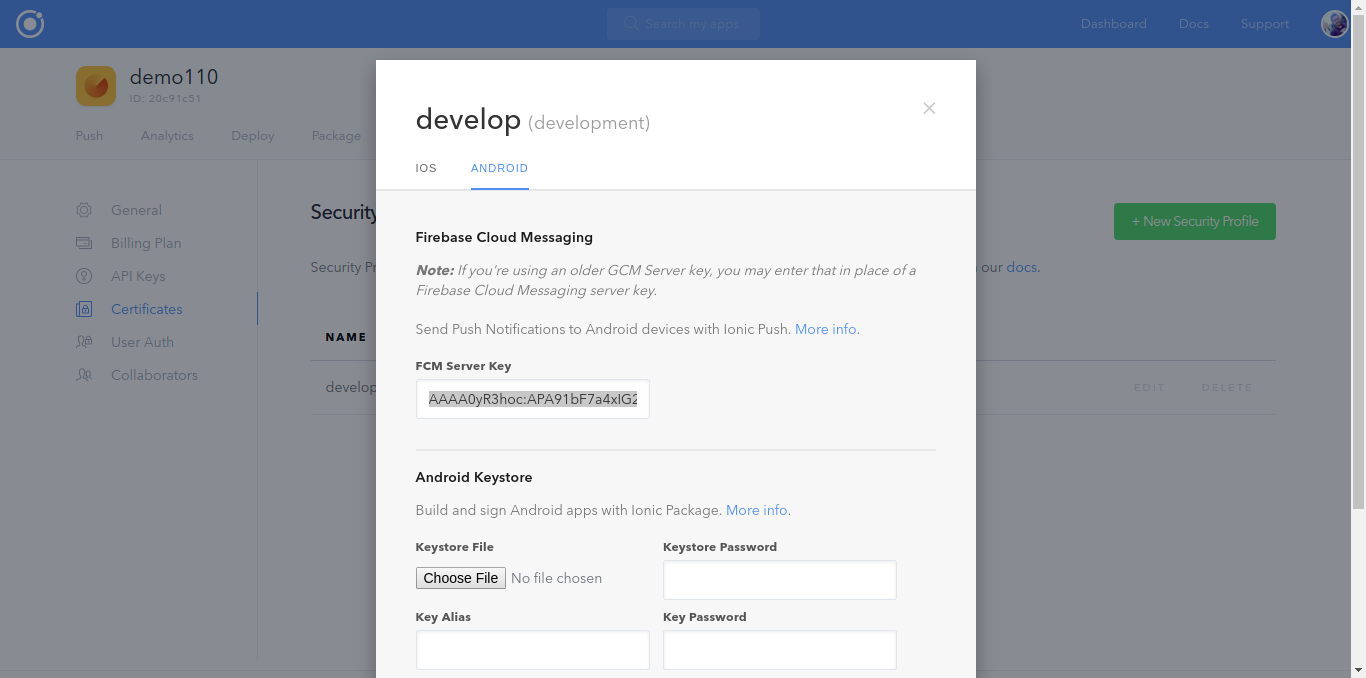 Search my apps
Dashboard Docs Support
demo110
ID: 20c91c51
Push Analytics Deploy Package
General
Billing Plan
API Keys
Certificates
User Auth
Collaborators
Security
+ New Security Profile
Security Pr
our docs.
NAME
develop
EDIT DELETE
develop (development)
IOS ANDROID
Firebase Cloud Messaging
Note: If you're using an older GCM Server key, you may enter that in place of a
Firebase Cloud Messaging server key.
Send Push Notifications to Android devices with Ionic Push. More info.
FCM Server Key
AAAA0yR3hoc:APA91bF7a4xIG2
Android Keystore
Build and sign Android apps with Ionic Package. More info.
Keystore File Keystore Password
Choose File No file chosen
Key Alias Key Password